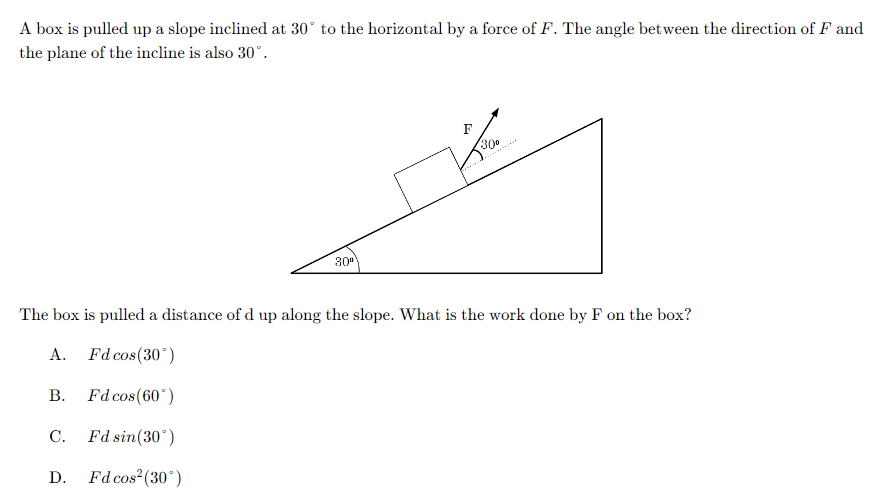 A box is pulled up a slope inclined at 30° to the horizontal by a force of F. The angle between the direction of F and
the plane of the incline is also 30°.
F
30⁰
30⁰
The box is pulled a distance of d up along the slope. What is the work done by F on the box?
A. Fd cos(30°)
B. Fd cos(60°)
C. Fd sin(30°)
D. Fd cos²(30°)